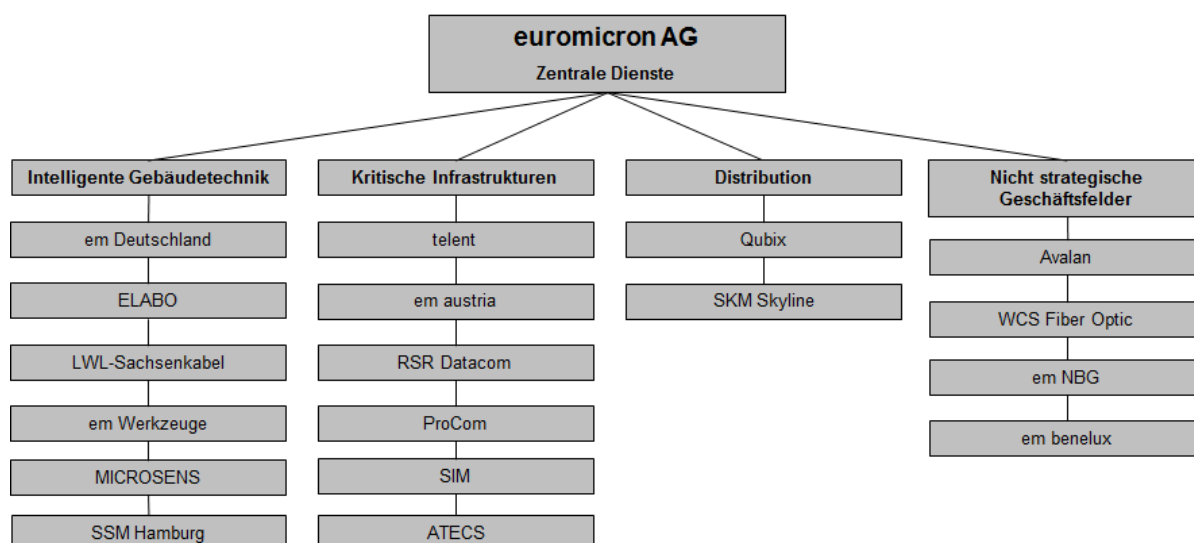 euromicron AG
Zentrale Dienste
Intelligente Gebäudetechnik
em Deutschland
ELABO
LWL-Sachsenkabel
em Werkzeuge
MICROSENS
SSM Hamburg
Kritische Infrastrukturen
telent
em austria
RSR Datacom
ProCom
SIM
ATECS
Distribution
Qubix
SKM Skyline
Nicht strategische
Geschäftsfelder
Avalan
WCS Fiber Optic
em NBG
em benelux